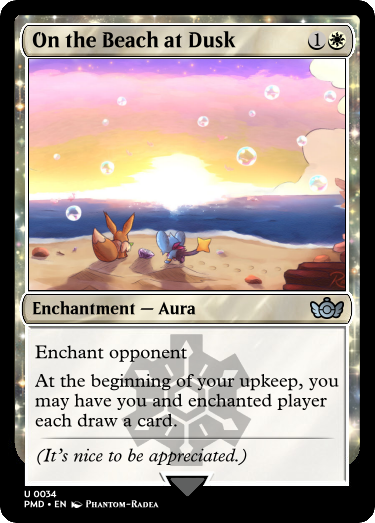 On the Beach at Dusk 1
Enchantment — Aura
Enchant opponent
At the beginning of your upkeep, you
may have you and enchanted player
each draw a card.
(It's nice to be appreciated.)
U 0034
PMD • EN Phantom-Radea